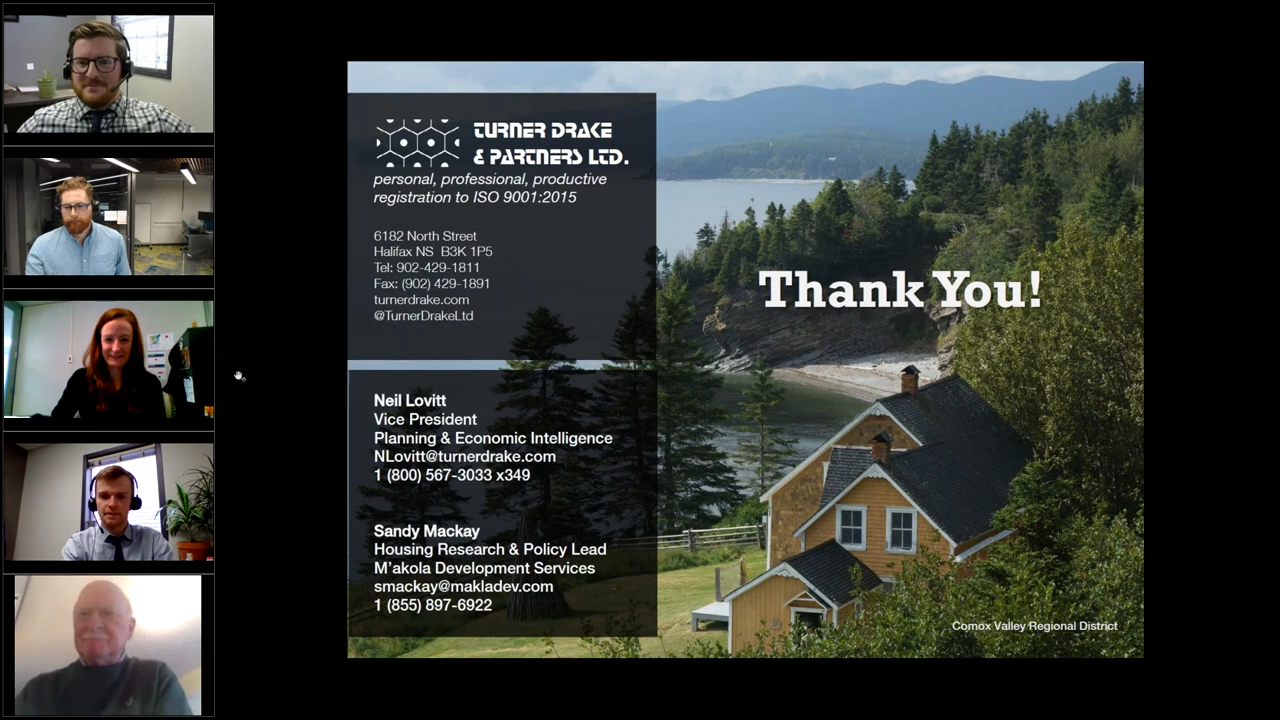 TURNER DRAKE
& PARTNERS LTD.
personal, professional, productive
registration to ISO 9001:2015
6182 North Street
Halifax NS B3K 1P5
Tel: 902-429-1811
Fax: (902) 429-1891
turnerdrake.com
@TurnerDrakeLtd
Thank You!
Neil Lovitt
Vice President
Planning & Economic Intelligence
NLovitt@turnerdrake.com
1 (800) 567-3033 x349
Sandy Mackay
Housing Research & Policy Lead
M'akola Development Services
smackay@makladev.com
1 (855) 897-6922
Comox Valley Regional District